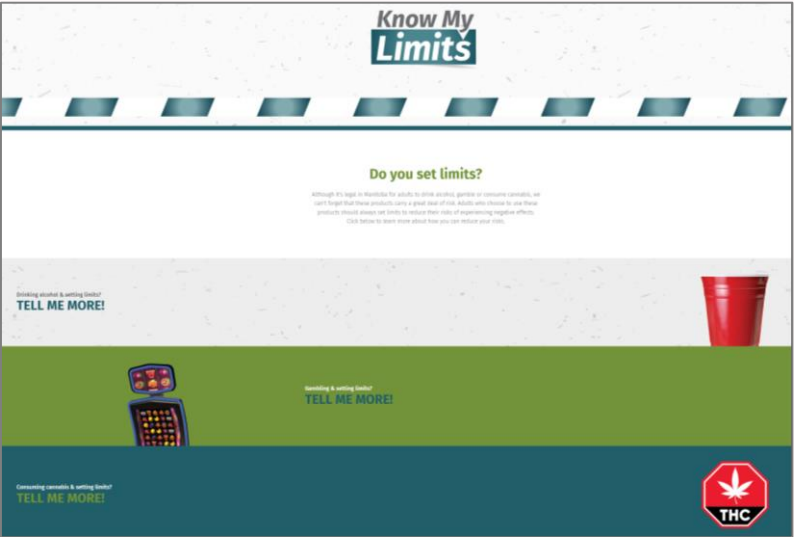 Know My
Limits
Do you set limits?
Although it's legal in Manitoba for adults to drink alcohol, gamble or consume cannabis, we
can't forget that these products carry a great deal of risk. Adults who choose to use these
products should always set limits to reduce their risks of experiencing negative effects.
Click below to learn more about how you can reduce your risks.
Drinking alcohol & setting limits?
TELL ME MORE!
Gambling & setting limits?
TELL ME MORE!
Consuming cannabis & setting limits?
TELL ME MORE!
THC